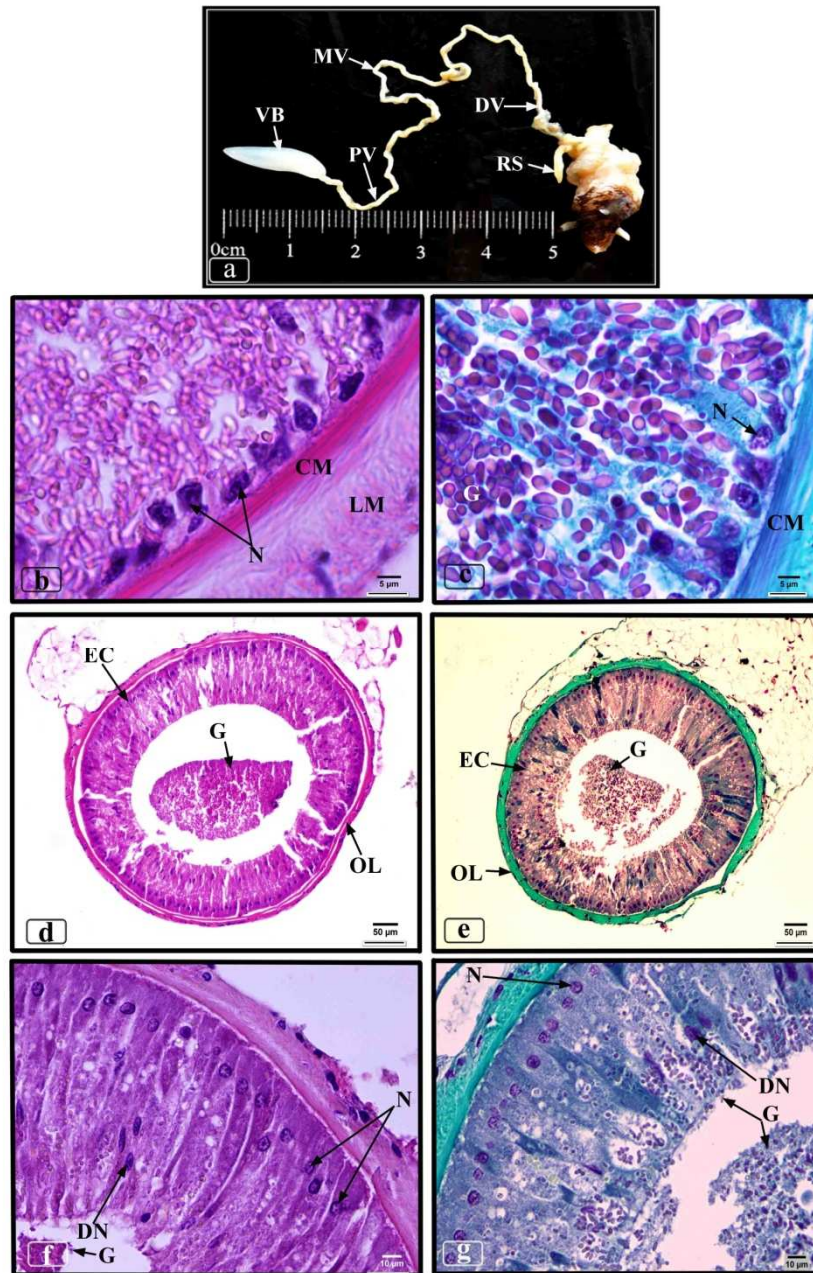 MV
VB
DV
PV
RS
0cm 1 2 3 4 5
a
CM
LM
N
b
5 µm
N
G
CM
c
5 µm
EC
G
OL
d
50 µm
G
EC
OL
e
50 µm
N
DN
G
f
10 µm
N
DN
G
g
10 µm